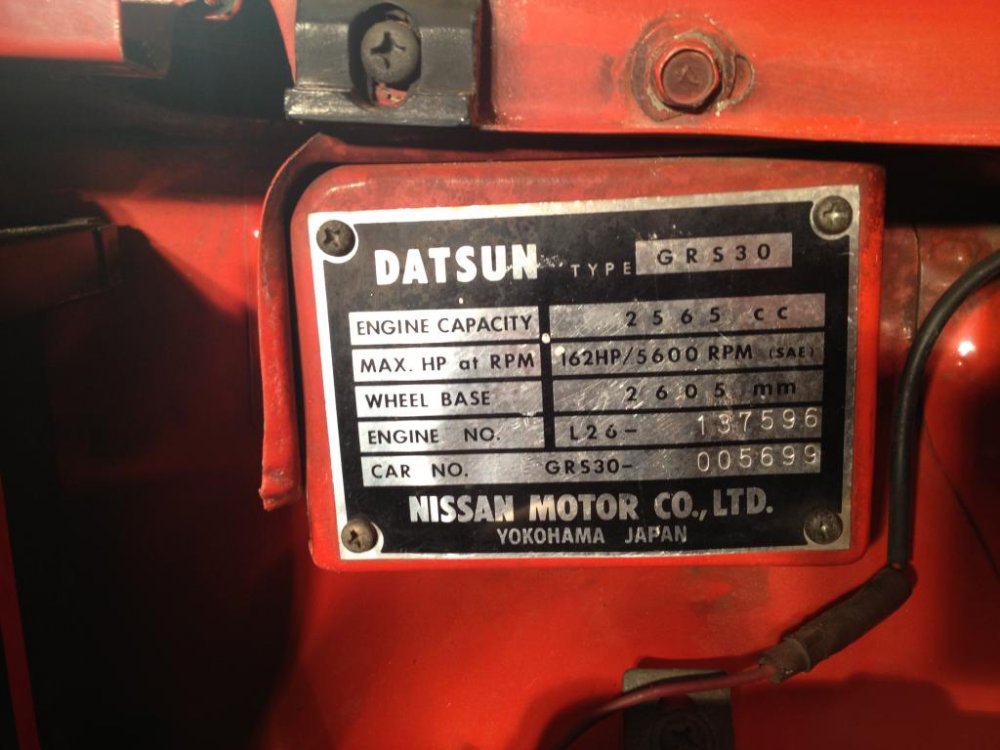 DATSUN TYPE GRS30
ENGINE CAPACITY 2565 cc
MAX. HP at RPM 162HP/5600 RPM (SAE)
WHEEL BASE 2605 mm
ENGINE NO. L26- 137596
CAR NO. GRS30- 005699
NISSAN MOTOR CO., LTD.
YOKOHAMA JAPAN